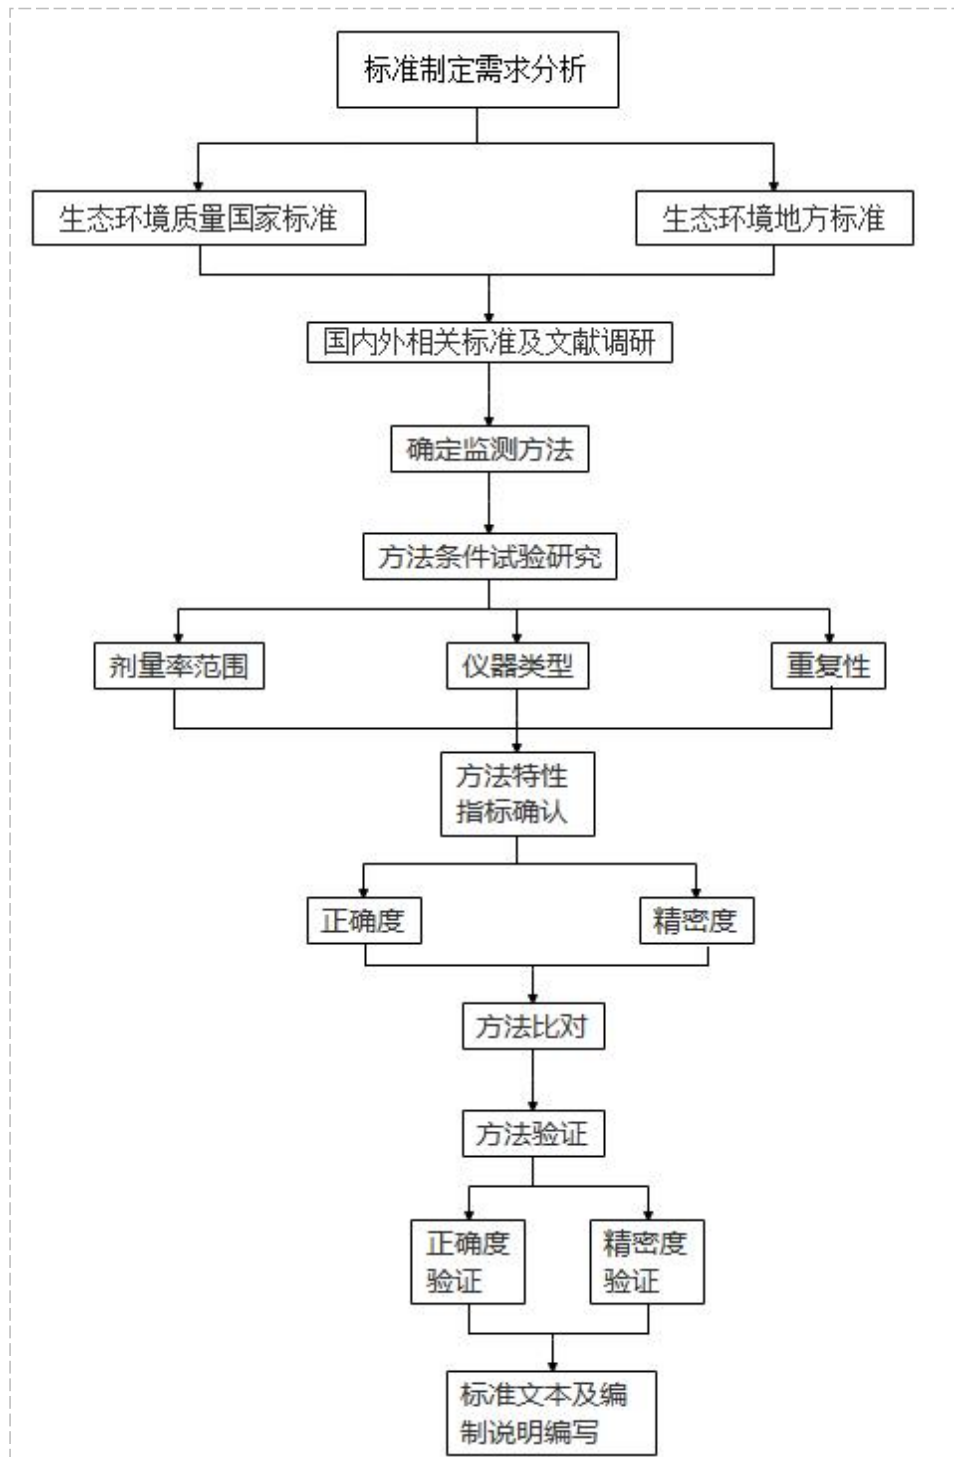 标准制定需求分析
生态环境质量国家标准
生态环境地方标准
国内外相关标准及文献调研
确定监测方法
方法条件试验研究
剂量率范围
仪器类型
重复性
方法特性
指标确认
正确度
精密度
方法比对
方法验证
正确度
验证
精密度
验证
标准文本及编
制说明编写